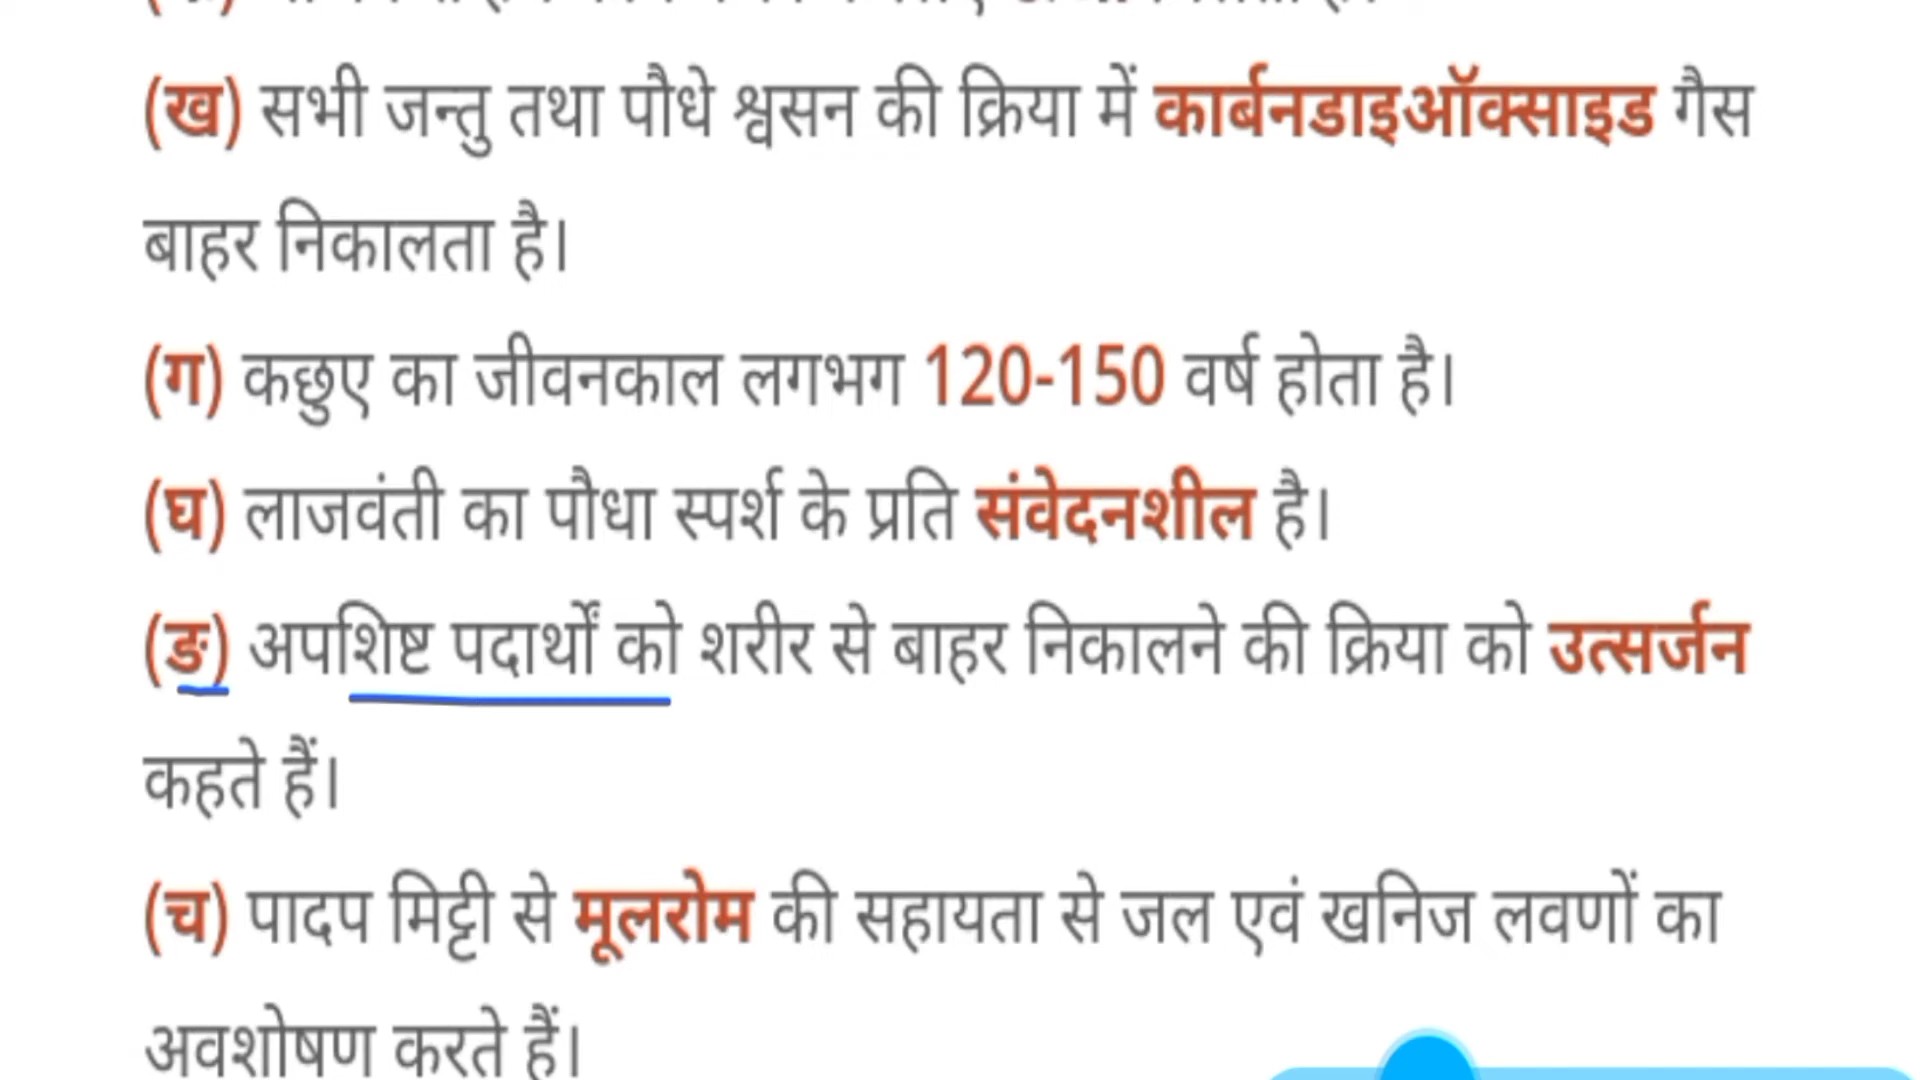 (ख) सभी जन्तु तथा पौधे श्वसन की क्रिया में कार्बनडाइऑक्साइड गैस
बाहर निकालता है।
(ग) कछुए का जीवनकाल लगभग 120-150 वर्ष होता है।
(घ) लाजवंती का पौधा स्पर्श के प्रति संवेदनशील है।
(ङ) अपशिष्ट पदार्थों को शरीर से बाहर निकालने की क्रिया को उत्सर्जन
कहते हैं।
(च) पादप मिट्टी से मूलरोम की सहायता से जल एवं खनिज लवणों का
अवशोषण करते हैं।